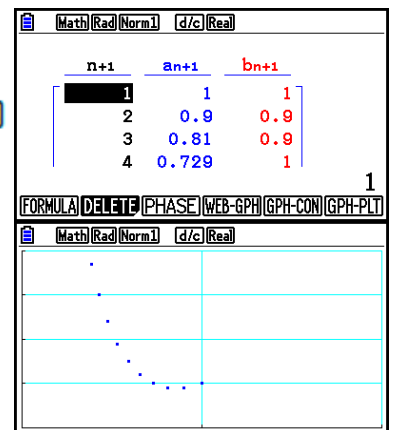 Math Rad Norm1 d/c Real
n+1 an+1 bn+1
1 1 1
2 0.9 0.9
3 0.81 0.9
4 0.729 1
1
FORMULA DELETE PHASE WEB-GPH GPH-CON GPH-PLT
Math Rad Norm1 d/c Real